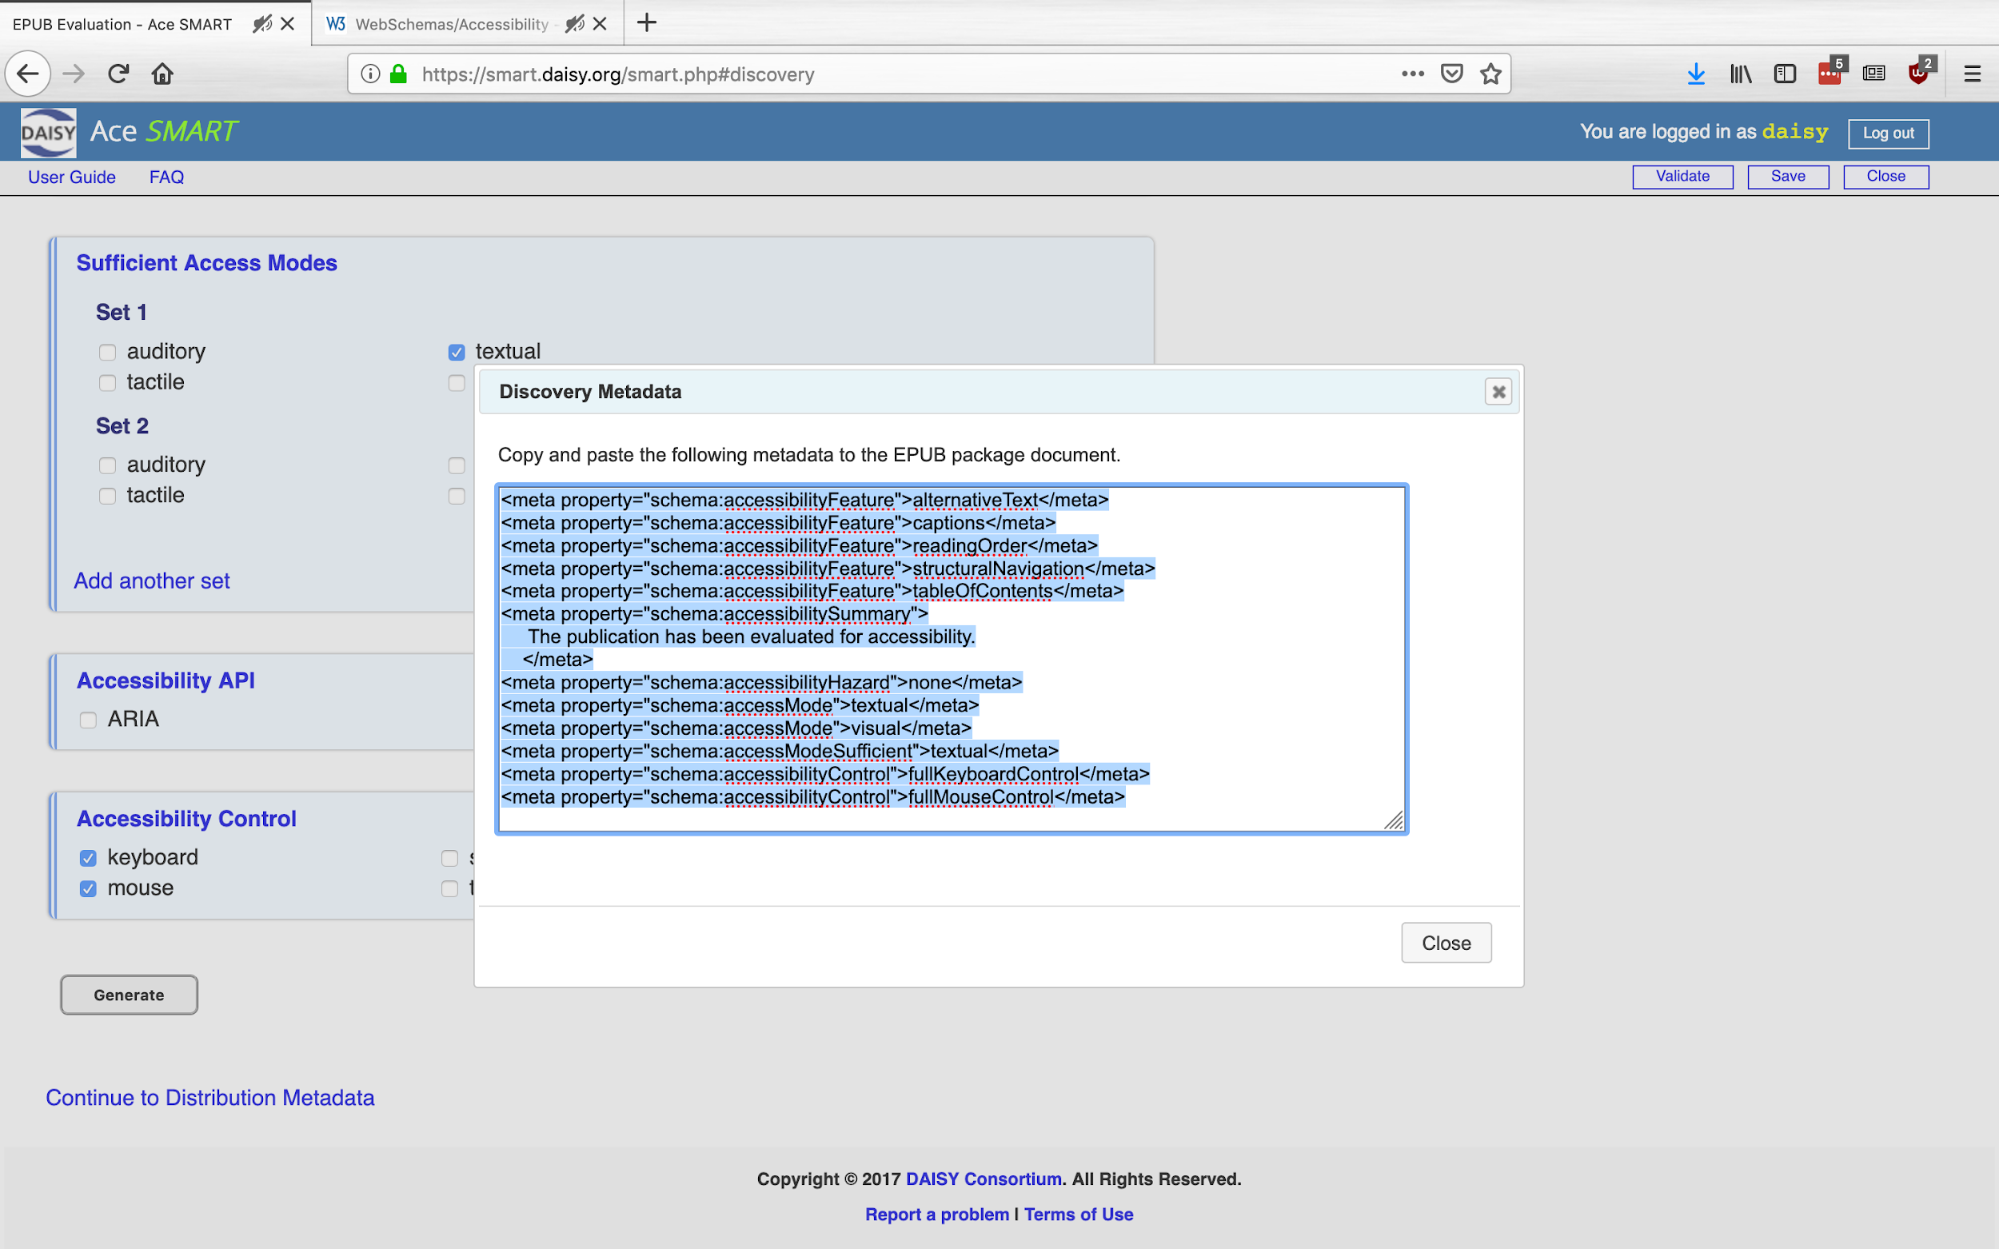 EPUB Evaluation - Ace SMART
WebSchemas/Accessibility -
https://smart.daisy.org/smart.php#discovery
5
2
DAISY
Ace SMART
You are logged in as daisy
Log out
User Guide
FAQ
Validate
Save
Close
Sufficient Access Modes
Set 1
auditory
textual
tactile
Set 2
auditory
tactile
Add another set
Accessibility API
ARIA
Accessibility Control
keyboard
mouse
Generate
Continue to Distribution Metadata
Discovery Metadata
Copy and paste the following metadata to the EPUB package document.
<meta property="schema:accessibilityFeature">alternativeText</meta>
<meta property="schema:accessibilityFeature">captions</meta>
<meta property="schema:accessibilityFeature">readingOrder</meta>
<meta property="schema:accessibilityFeature">structuralNavigation</meta>
<meta property="schema:accessibilityFeature">tableOfContents</meta>
<meta property="schema:accessibilitySummary">
The publication has been evaluated for accessibility.
</meta>
<meta property="schema:accessibilityHazard">none</meta>
<meta property="schema:accessMode">textual</meta>
<meta property="schema:accessMode">visual</meta>
<meta property="schema:accessModeSufficient">textual</meta>
<meta property="schema:accessibilityControl">fullKeyboardControl</meta>
<meta property="schema:accessibilityControl">fullMouseControl</meta>
Close
Copyright © 2017 DAISY Consortium. All Rights Reserved.
Report a problem | Terms of Use